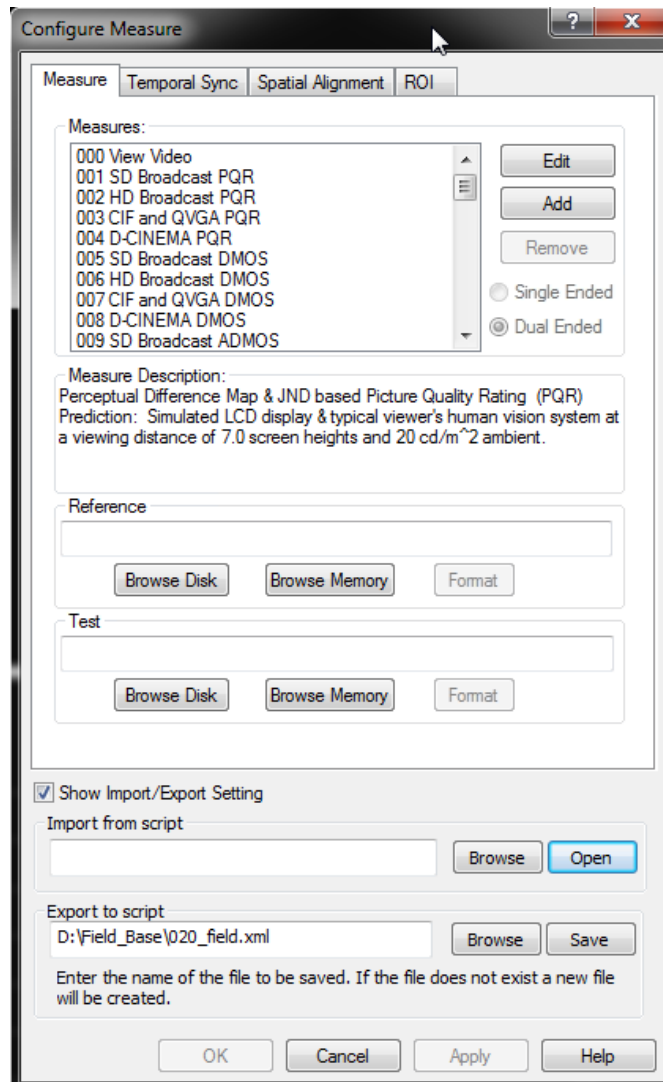 Configure Measure
?
X
Measure
Temporal Sync
Spatial Alignment
ROI
Measures:
000 View Video
001 SD Broadcast PQR
002 HD Broadcast PQR
003 CIF and QVGA PQR
004 D-CINEMA PQR
005 SD Broadcast DMOS
006 HD Broadcast DMOS
007 CIF and QVGA DMOS
008 D-CINEMA DMOS
009 SD Broadcast ADMOS
Edit
Add
Remove
Single Ended
Dual Ended
Measure Description:
Perceptual Difference Map & JND based Picture Quality Rating (PQR)
Prediction: Simulated LCD display & typical viewer's human vision system at
a viewing distance of 7.0 screen heights and 20 cd/m^2 ambient.
Reference
Browse Disk
Browse Memory
Format
Test
Browse Disk
Browse Memory
Format
Show Import/Export Setting
Import from script
Browse
Open
Export to script
D:\Field_Base\020_field.xml
Browse
Save
Enter the name of the file to be saved. If the file does not exist a new file
will be created.
OK
Cancel
Apply
Help